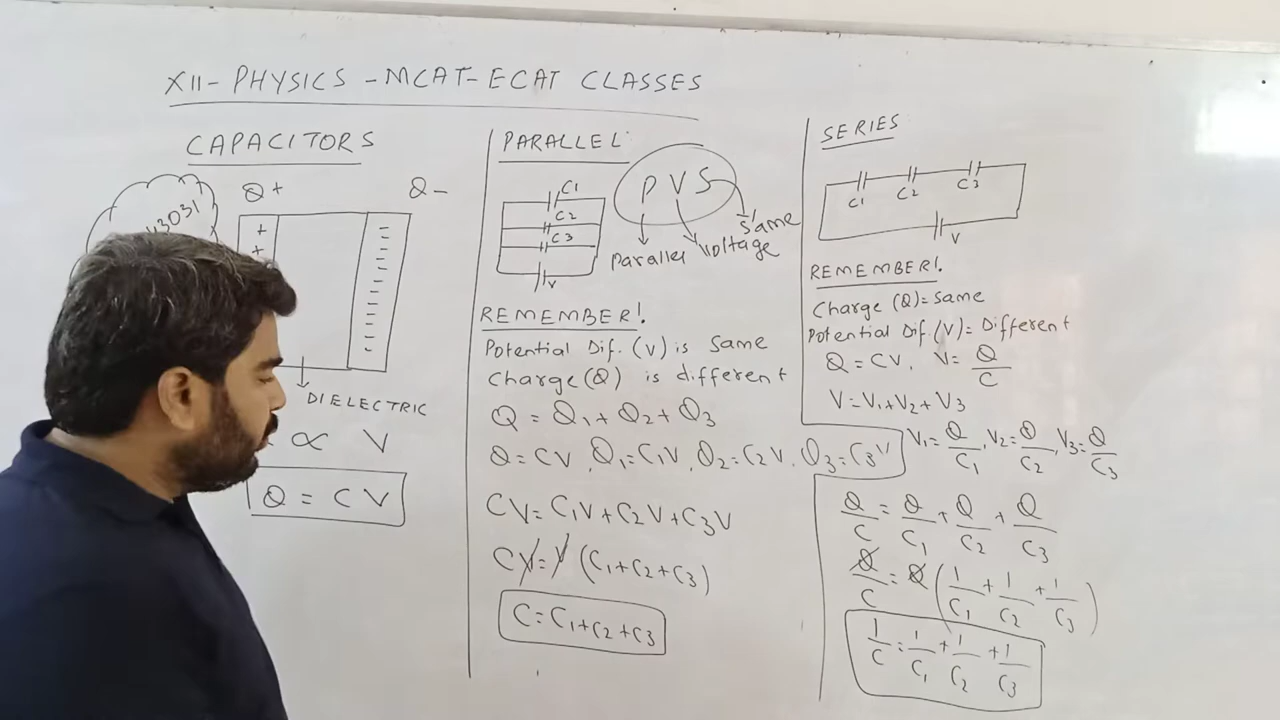 XII - PHYSICS - MCAT - ECAT CLASSES
CAPACITORS
Q+
Q-
+
+
DIELECTRIC
∝ V
Q = CV
PARALLEL:
C1
C2
C3
V
PVS
Parallel
Voltage
Same
REMEMBER!
Potential Dif. (V) is Same
Charge (Q) is different
Q = Q1 + Q2 + Q3
Q = CV, Q1 = C1V, Q2 = C2V, Q3 = C3V
CV = C1V + C2V + C3V
CV = V (C1 + C2 + C3)
C = C1 + C2 + C3
SERIES
C1
C2
C3
V
REMEMBER!
Charge (Q) = Same
Potential Dif. (V) = Different
Q = CV, V = Q/C
V = V1 + V2 + V3
V1 = Q/C1, V2 = Q/C2, V3 = Q/C3
Q/C = Q/C1 + Q/C2 + Q/C3
Q/C = Q (1/C1 + 1/C2 + 1/C3)
1/C = 1/C1 + 1/C2 + 1/C3